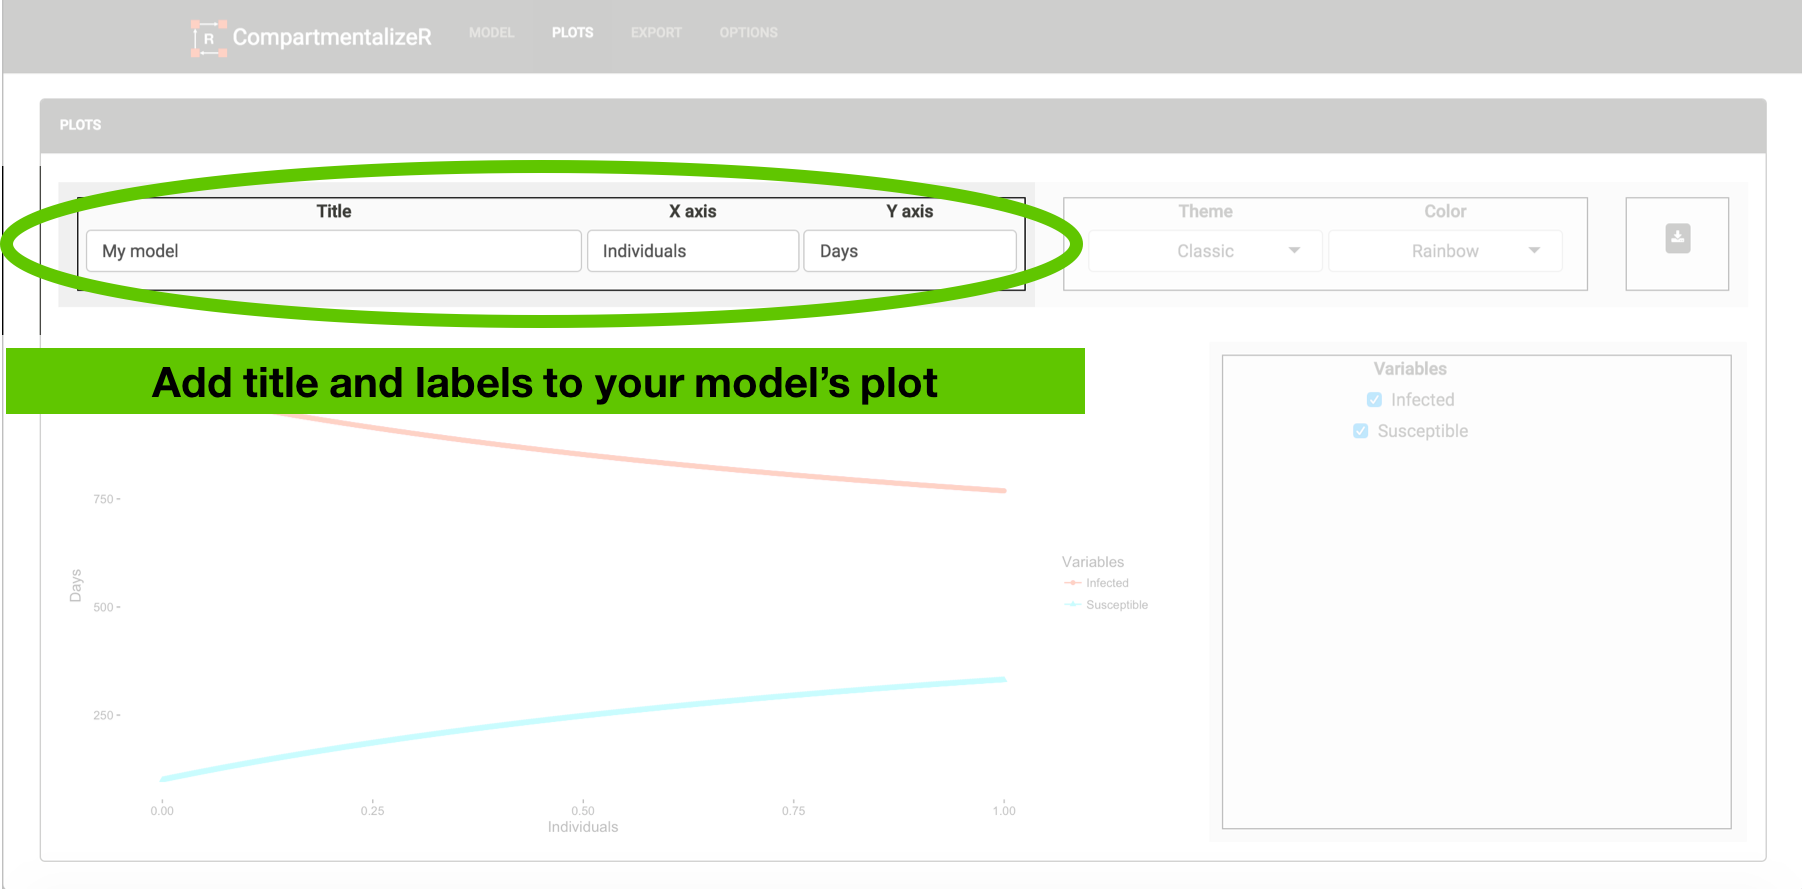 R CompartmentalizeR MODEL PLOTS EXPORT OPTIONS
PLOTS
Title X axis Y axis Theme Color
My model Individuals Days Classic Rainbow
Add title and labels to your model’s plot
Variables
Infected
Susceptible
750
Days
500
250
0.00 0.25 0.50 0.75 1.00
Individuals
Variables
Infected
Susceptible